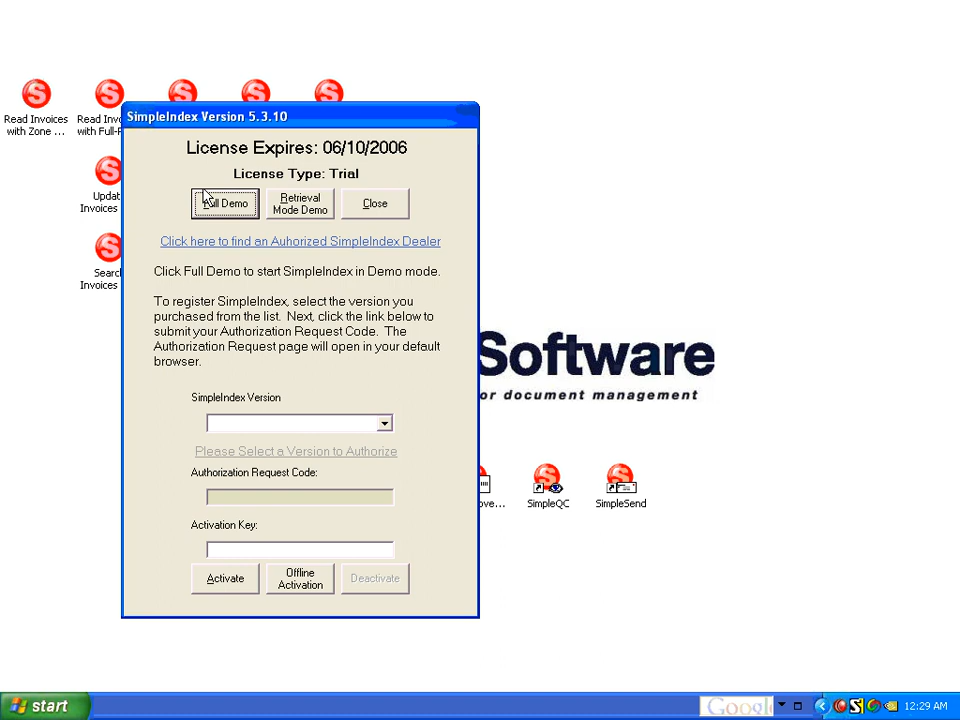 Read Invoices
with Zone ...
Read Invo
with Full-P
Updat
Invoices
Search
Invoices
SimpleIndex Version 5.3.10
License Expires: 06/10/2006
License Type: Trial
Full Demo
Retrieval
Mode Demo
Close
Click here to find an Auhorized SimpleIndex Dealer
Click Full Demo to start SimpleIndex in Demo mode.
To register SimpleIndex, select the version you
purchased from the list. Next, click the link below to
submit your Authorization Request Code. The
Authorization Request page will open in your default
browser.
SimpleIndex Version
Please Select a Version to Authorize
Authorization Request Code:
Activation Key:
Activate
Offline
Activation
Deactivate
Software
or document management
ove...
SimpleQC
SimpleSend
start
Google
12:29 AM